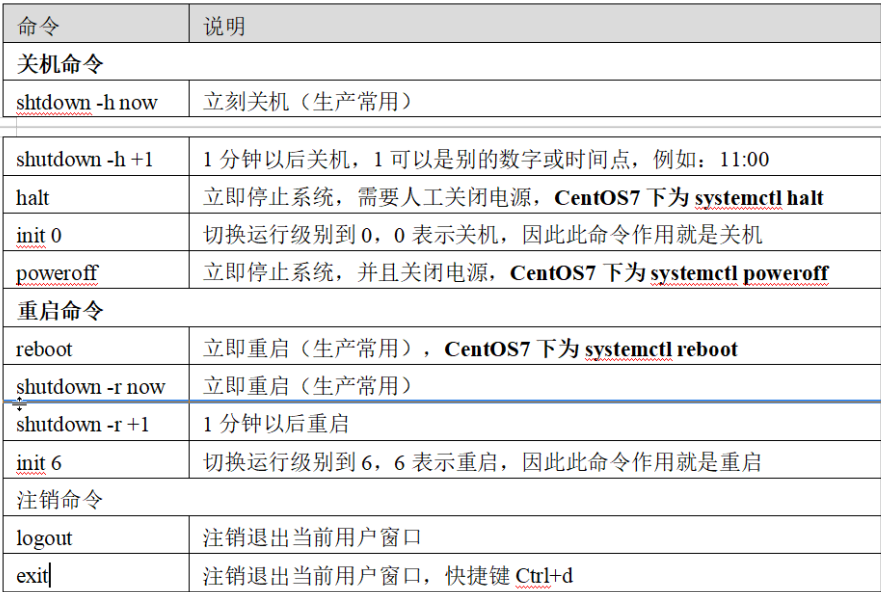 命令 说明
关机命令
shtdown -h now 立刻关机（生产常用）
shutdown -h +1 1 分钟以后关机，1 可以是别的数字或时间点，例如：11:00
halt 立即停止系统，需要人工关闭电源，CentOS7 下为 systemctl halt
init 0 切换运行级别到 0，0 表示关机，因此此命令作用就是关机
poweroff 立即停止系统，并且关闭电源，CentOS7 下为 systemctl poweroff
重启命令
reboot 立即重启（生产常用），CentOS7 下为 systemctl reboot
shutdown -r now 立即重启（生产常用）
shutdown -r +1 1 分钟以后重启
init 6 切换运行级别到 6，6 表示重启，因此此命令作用就是重启
注销命令
logout 注销退出当前用户窗口
exit 注销退出当前用户窗口，快捷键 Ctrl+d